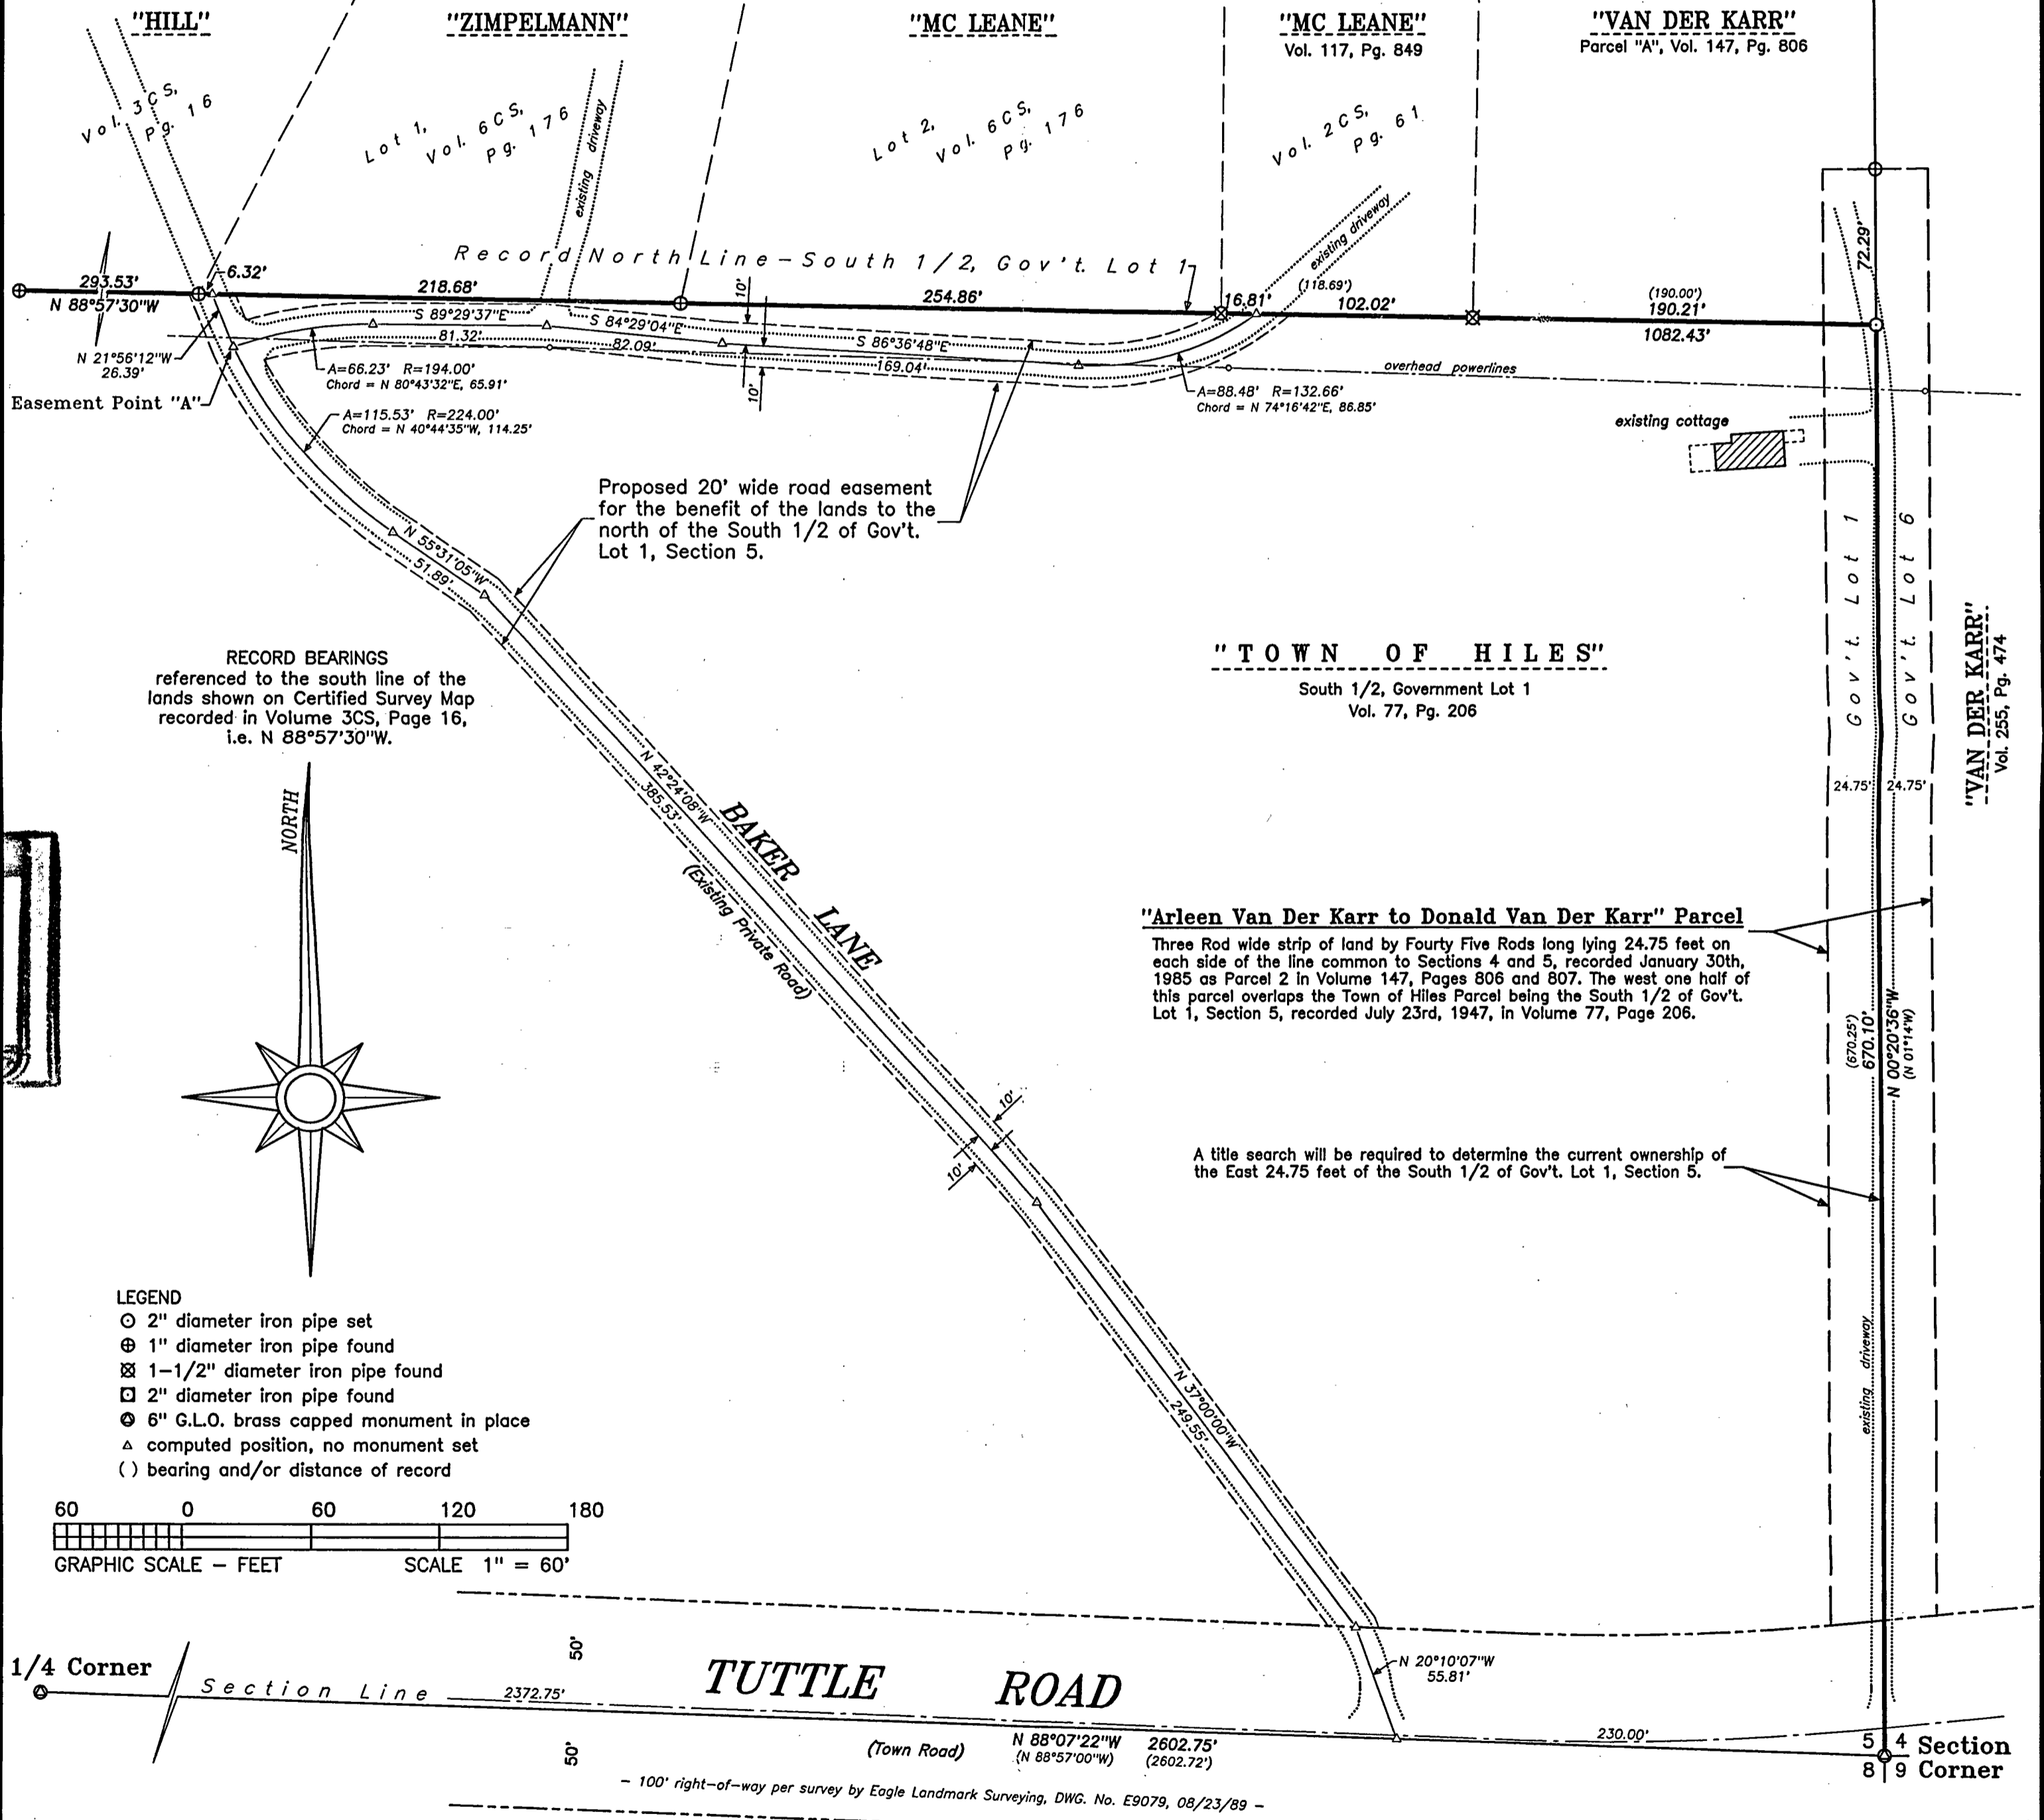 "HILL"
Vol. 3CS,
Pg. 16
"ZIMPELMANN"
Lot 1,
Vol. 6CS,
Pg. 176
existing driveway
"MC LEANE"
Lot 2,
Vol. 6CS,
Pg. 176
"MC LEANE"
Vol. 117, Pg. 849
Vol. 2CS,
Pg. 61
existing driveway
"VAN DER KARR"
Parcel "A", Vol. 147, Pg. 806
72.29'
Record North Line-South 1/2, Gov't. Lot 1
293.53'
N 88°57'30"W
6.32'
218.68'
10'
254.86'
16.81'
(118.69')
102.02'
(190.00')
190.21'
1082.43'
S 89°29'37"E
81.32'
S 84°29'04"E
82.09'
S 86°36'48"E
169.04'
10'
N 21°56'12"W
26.39'
A=66.23' R=194.00'
Chord = N 80°43'32"E, 65.91'
A=88.48' R=132.66'
Chord = N 74°16'42"E, 86.85'
overhead powerlines
Easement Point "A"
A=115.53' R=224.00'
Chord = N 40°44'35"W, 114.25'
existing cottage
Proposed 20' wide road easement
for the benefit of the lands to the
north of the South 1/2 of Gov't.
Lot 1, Section 5.
N 55°31'05"W
51.89'
Gov't. Lot 1
Gov't. Lot 6
"VAN DER KARR"
Vol. 255, Pg. 474
RECORD BEARINGS
referenced to the south line of the
lands shown on Certified Survey Map
recorded in Volume 3CS, Page 16,
i.e. N 88°57'30"W.
"TOWN OF HILES"
South 1/2, Government Lot 1
Vol. 77, Pg. 206
N 42°24'08"W
385.53'
24.75' 24.75'
NORTH
BAKER LANE
(Existing Private Road)
"Arleen Van Der Karr to Donald Van Der Karr" Parcel
Three Rod wide strip of land by Fourty Five Rods long lying 24.75 feet on
each side of the line common to Sections 4 and 5, recorded January 30th,
1985 as Parcel 2 in Volume 147, Pages 806 and 807. The west one half of
this parcel overlaps the Town of Hiles Parcel being the South 1/2 of Gov't.
Lot 1, Section 5, recorded July 23rd, 1947, in Volume 77, Page 206.
(670.25')
670.10'
N 00°20'36"W
(N 01°14'W)
10'
10'
A title search will be required to determine the current ownership of
the East 24.75 feet of the South 1/2 of Gov't. Lot 1, Section 5.
LEGEND
2" diameter iron pipe set
1" diameter iron pipe found
1-1/2" diameter iron pipe found
2" diameter iron pipe found
6" G.L.O. brass capped monument in place
computed position, no monument set
( ) bearing and/or distance of record
existing driveway
N 37°00'00"W
249.55'
60 0 60 120 180
GRAPHIC SCALE - FEET SCALE 1" = 60'
50'
1/4 Corner
Section Line
2372.75'
TUTTLE ROAD
N 20°10'07"W
55.81'
230.00'
50'
(Town Road)
N 88°07'22"W 2602.75'
(N 88°57'00"W) (2602.72')
5 4
8 9
Section
Corner
- 100' right-of-way per survey by Eagle Landmark Surveying, DWG. No. E9079, 08/23/89 -